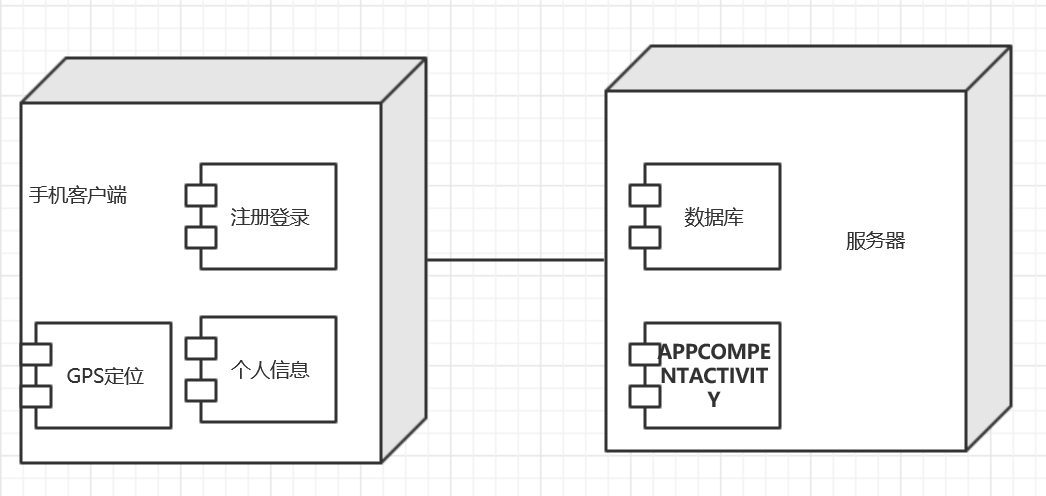 手机客户端
注册登录
GPS定位
个人信息
数据库
服务器
APPCOMPE
NTACTIVIT
Y